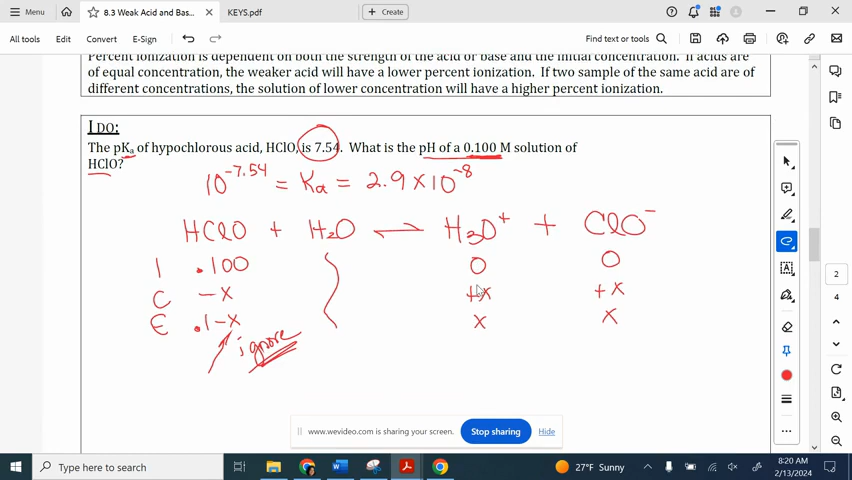 8.3 Weak Acid and Bas... × KEYS.pdf + Create
Menu
All tools Edit Convert E-Sign Find text or tools
Percent ionization is dependent on both the strength of the acid or base and the initial concentration. If acids are
of equal concentration, the weaker acid will have a lower percent ionization. If two sample of the same acid are of
different concentrations, the solution of lower concentration will have a higher percent ionization.
I DO:
The pKa of hypochlorous acid, HClO, is 7.54. What is the pH of a 0.100 M solution of
HClO?
10^-7.54 = Ka = 2.9 × 10^-8
HClO + H₂O ⇌ H₃O⁺ + ClO⁻
I .100 0 0
C -x +x +x
E .1-x x x
ignore
2
4
www.wevideo.com is sharing your screen. Stop sharing Hide
Type here to search
27°F Sunny
8:20 AM
2/13/2024